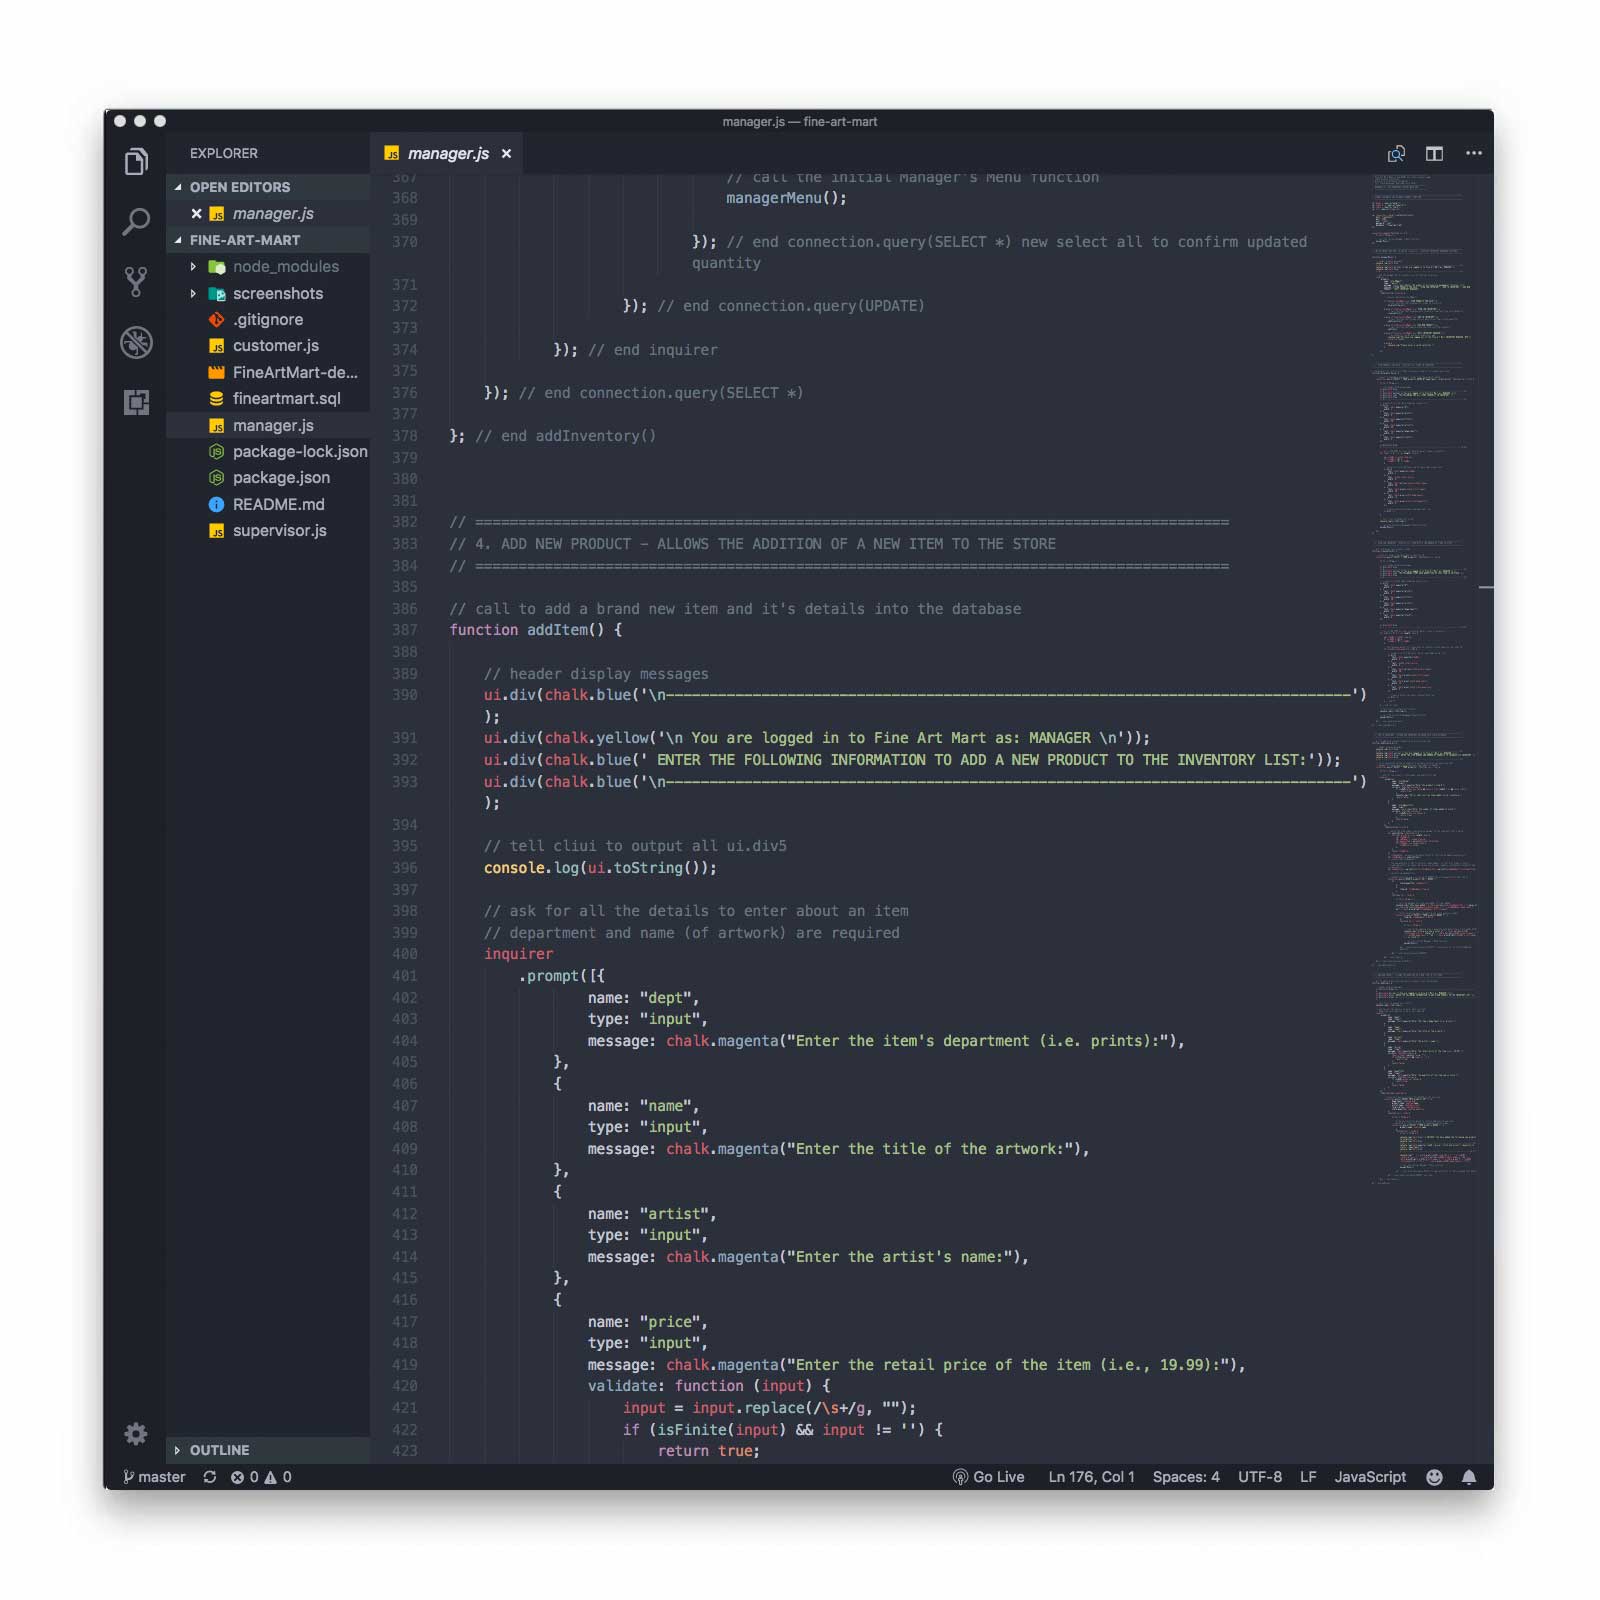 manager.js — fine-art-mart
EXPLORER
OPEN EDITORS
manager.js
FINE-ART-MART
node_modules
screenshots
.gitignore
customer.js
FineArtMart-de...
fineartmart.sql
manager.js
package-lock.json
package.json
README.md
supervisor.js
OUTLINE
manager.js
367 // call the initial Manager's Menu function
368 managerMenu();
369
370 }); // end connection.query(SELECT *) new select all to confirm updated
quantity
371
372 }); // end connection.query(UPDATE)
373
374 }); // end inquirer
375
376 }); // end connection.query(SELECT *)
377
378 }; // end addInventory()
379
380
381
382 // =======================================================================================
383 // 4. ADD NEW PRODUCT - ALLOWS THE ADDITION OF A NEW ITEM TO THE STORE
384 // =======================================================================================
385
386 // call to add a brand new item and it's details into the database
387 function addItem() {
388
389 // header display messages
390 ui.div(chalk.blue('\n———————————————————————————————————————————————————————————————————————————————')
);
391 ui.div(chalk.yellow('\n You are logged in to Fine Art Mart as: MANAGER \n'));
392 ui.div(chalk.blue(' ENTER THE FOLLOWING INFORMATION TO ADD A NEW PRODUCT TO THE INVENTORY LIST:'));
393 ui.div(chalk.blue('\n———————————————————————————————————————————————————————————————————————————————')
);
394
395 // tell cliui to output all ui.div5
396 console.log(ui.toString());
397
398 // ask for all the details to enter about an item
399 // department and name (of artwork) are required
400 inquirer
401 .prompt([{
402 name: "dept",
403 type: "input",
404 message: chalk.magenta("Enter the item's department (i.e. prints):"),
405 },
406 {
407 name: "name",
408 type: "input",
409 message: chalk.magenta("Enter the title of the artwork:"),
410 },
411 {
412 name: "artist",
413 type: "input",
414 message: chalk.magenta("Enter the artist's name:"),
415 },
416 {
417 name: "price",
418 type: "input",
419 message: chalk.magenta("Enter the retail price of the item (i.e., 19.99):"),
420 validate: function (input) {
421 input = input.replace(/\s+/g, "");
422 if (isFinite(input) && input != '') {
423 return true;
master 0 0 Go Live Ln 176, Col 1 Spaces: 4 UTF-8 LF JavaScript